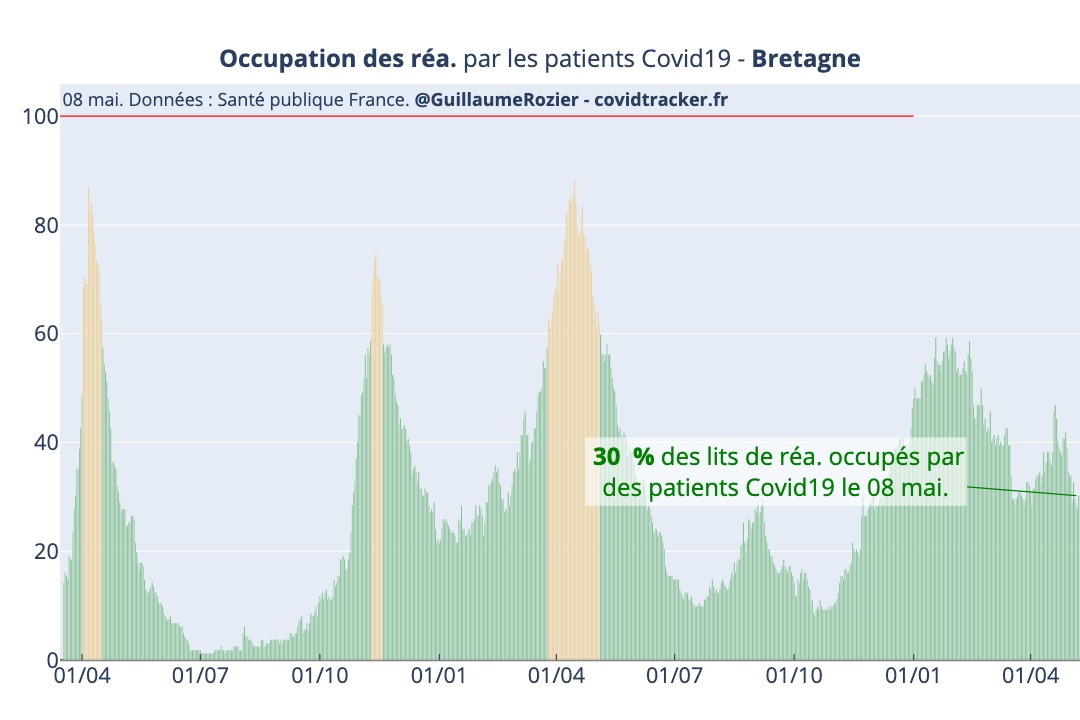 Occupation des réa. par les patients Covid19 - Bretagne
08 mai. Données : Santé publique France. @GuillaumeRozier - covidtracker.fr
100
80
60
40
20
0
30 % des lits de réa. occupés par
des patients Covid19 le 08 mai.
01/04 01/07 01/10 01/01 01/04 01/07 01/10 01/01 01/04